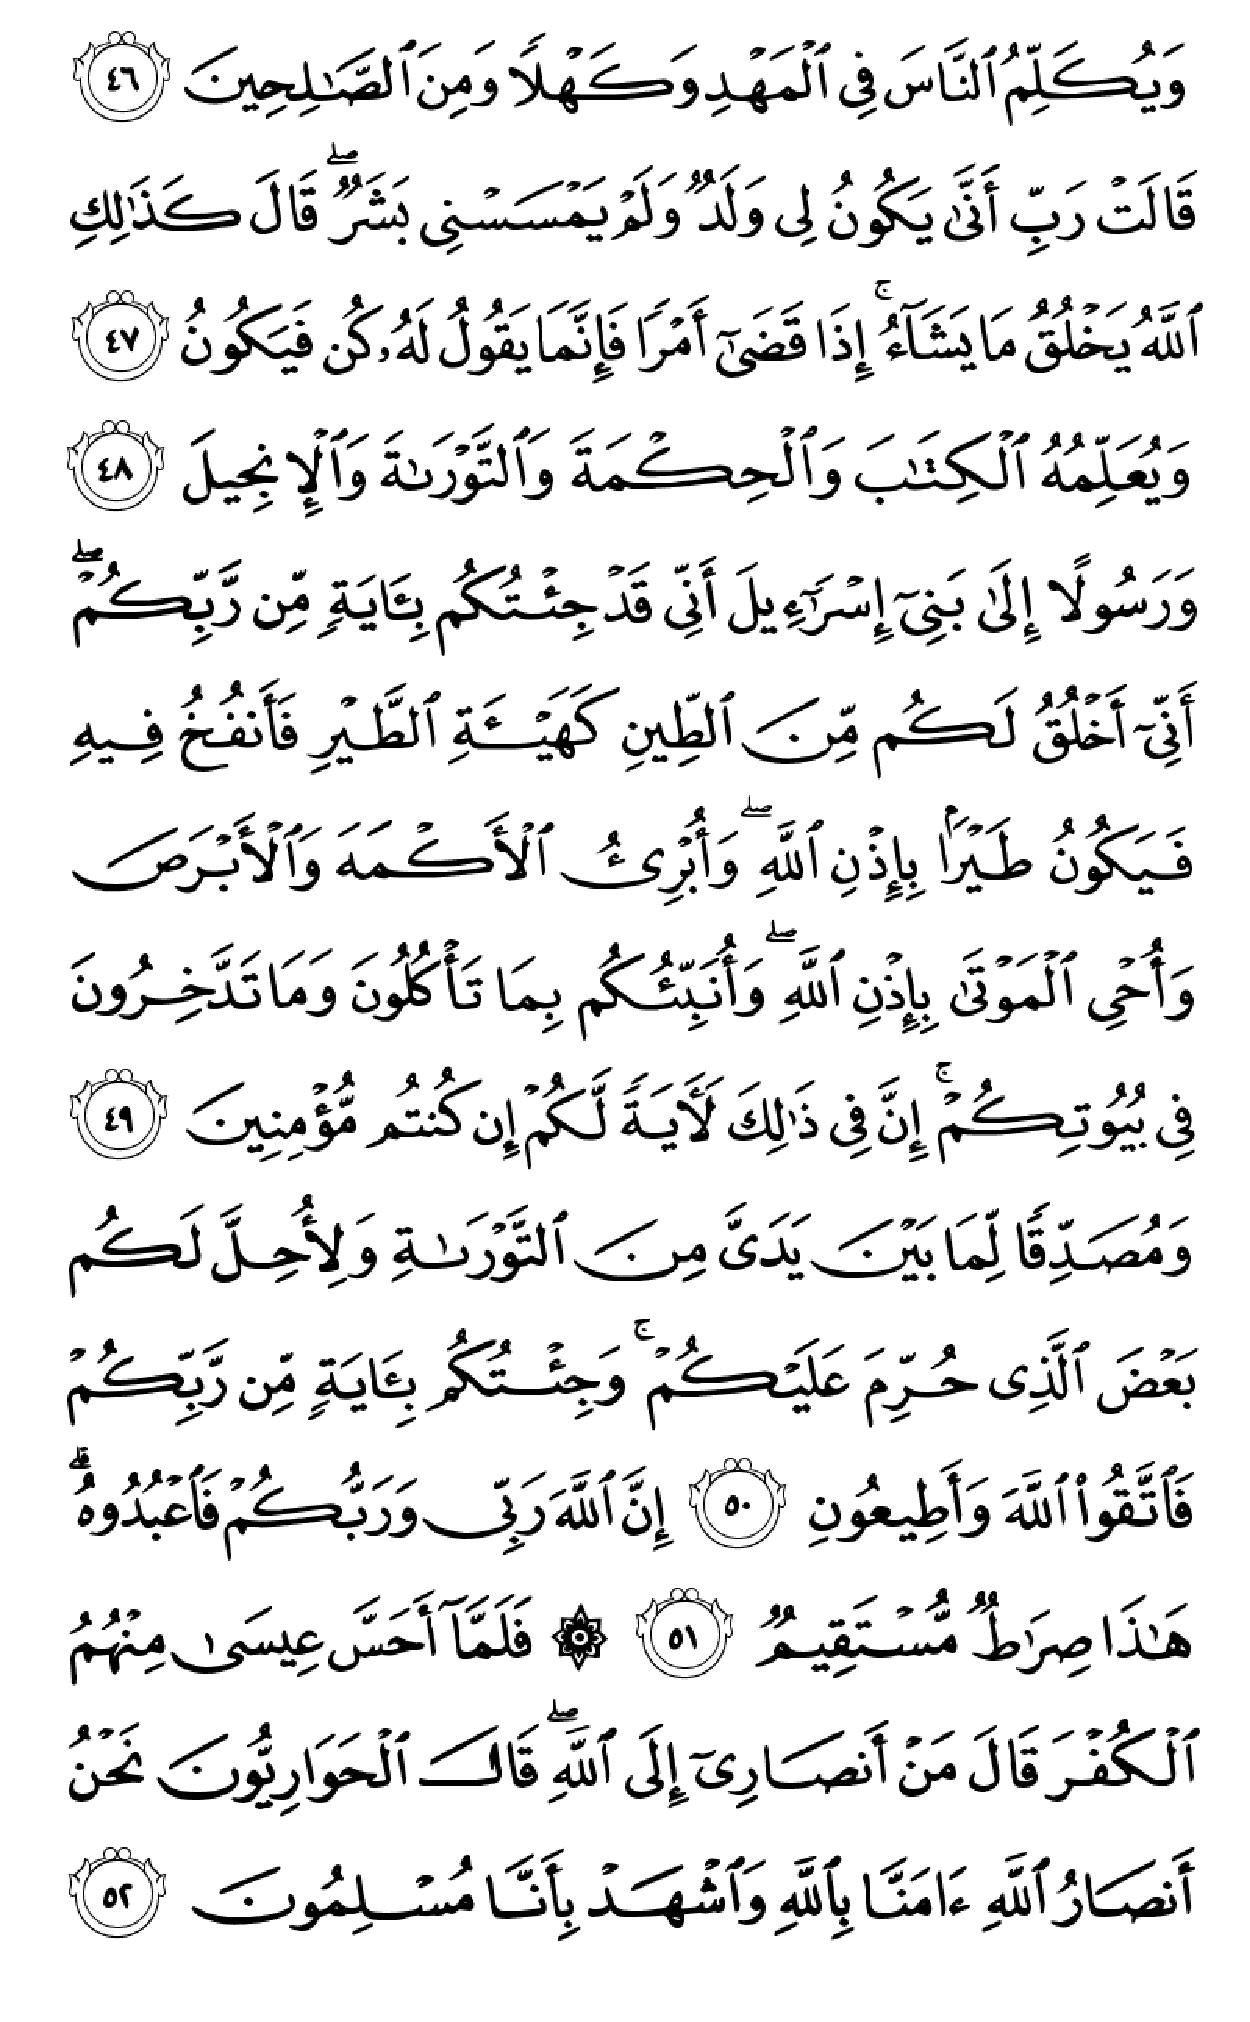 وَيُكَلِّمُ ٱلنَّاسَ فِى ٱلْمَهْدِ وَكَهْلًا وَمِنَ ٱلصَّـٰلِحِينَ ٤٦
قَالَتْ رَبِّ أَنَّىٰ يَكُونُ لِى وَلَدٌ وَلَمْ يَمْسَسْنِى بَشَرٌ ۖ قَالَ كَذَٰلِكِ
ٱللَّهُ يَخْلُقُ مَا يَشَآءُ ۚ إِذَا قَضَىٰٓ أَمْرًا فَإِنَّمَا يَقُولُ لَهُۥ كُن فَيَكُونُ ٤٧
وَيُعَلِّمُهُ ٱلْكِتَـٰبَ وَٱلْحِكْمَةَ وَٱلتَّوْرَىٰةَ وَٱلْإِنجِيلَ ٤٨
وَرَسُولًا إِلَىٰ بَنِىٓ إِسْرَٰٓءِيلَ أَنِّى قَدْ جِئْتُكُم بِـَٔايَةٍ مِّن رَّبِّكُمْ ۖ
أَنِّىٓ أَخْلُقُ لَكُم مِّنَ ٱلطِّينِ كَهَيْـَٔةِ ٱلطَّيْرِ فَأَنفُخُ فِيهِ
فَيَكُونُ طَيْرًۢا بِإِذْنِ ٱللَّهِ ۖ وَأُبْرِئُ ٱلْأَكْمَهَ وَٱلْأَبْرَصَ
وَأُحْىِ ٱلْمَوْتَىٰ بِإِذْنِ ٱللَّهِ ۖ وَأُنَبِّئُكُم بِمَا تَأْكُلُونَ وَمَا تَدَّخِرُونَ
فِى بُيُوتِكُمْ ۚ إِنَّ فِى ذَٰلِكَ لَـَٔايَةً لَّكُمْ إِن كُنتُم مُّؤْمِنِينَ ٤٩
وَمُصَدِّقًا لِّمَا بَيْنَ يَدَىَّ مِنَ ٱلتَّوْرَىٰةِ وَلِأُحِلَّ لَكُم
بَعْضَ ٱلَّذِى حُرِّمَ عَلَيْكُمْ ۚ وَجِئْتُكُم بِـَٔايَةٍ مِّن رَّبِّكُمْ
فَٱتَّقُوا۟ ٱللَّهَ وَأَطِيعُونِ ٥٠ إِنَّ ٱللَّهَ رَبِّى وَرَبُّكُمْ فَٱعْبُدُوهُ ۗ
هَـٰذَا صِرَٰطٌ مُّسْتَقِيمٌ ٥١ ۞ فَلَمَّآ أَحَسَّ عِيسَىٰ مِنْهُمُ
ٱلْكُفْرَ قَالَ مَنْ أَنصَارِىٓ إِلَى ٱللَّهِ ۖ قَالَ ٱلْحَوَارِيُّونَ نَحْنُ
أَنصَارُ ٱللَّهِ ءَامَنَّا بِٱللَّهِ وَٱشْهَدْ بِأَنَّا مُسْلِمُونَ ٥٢